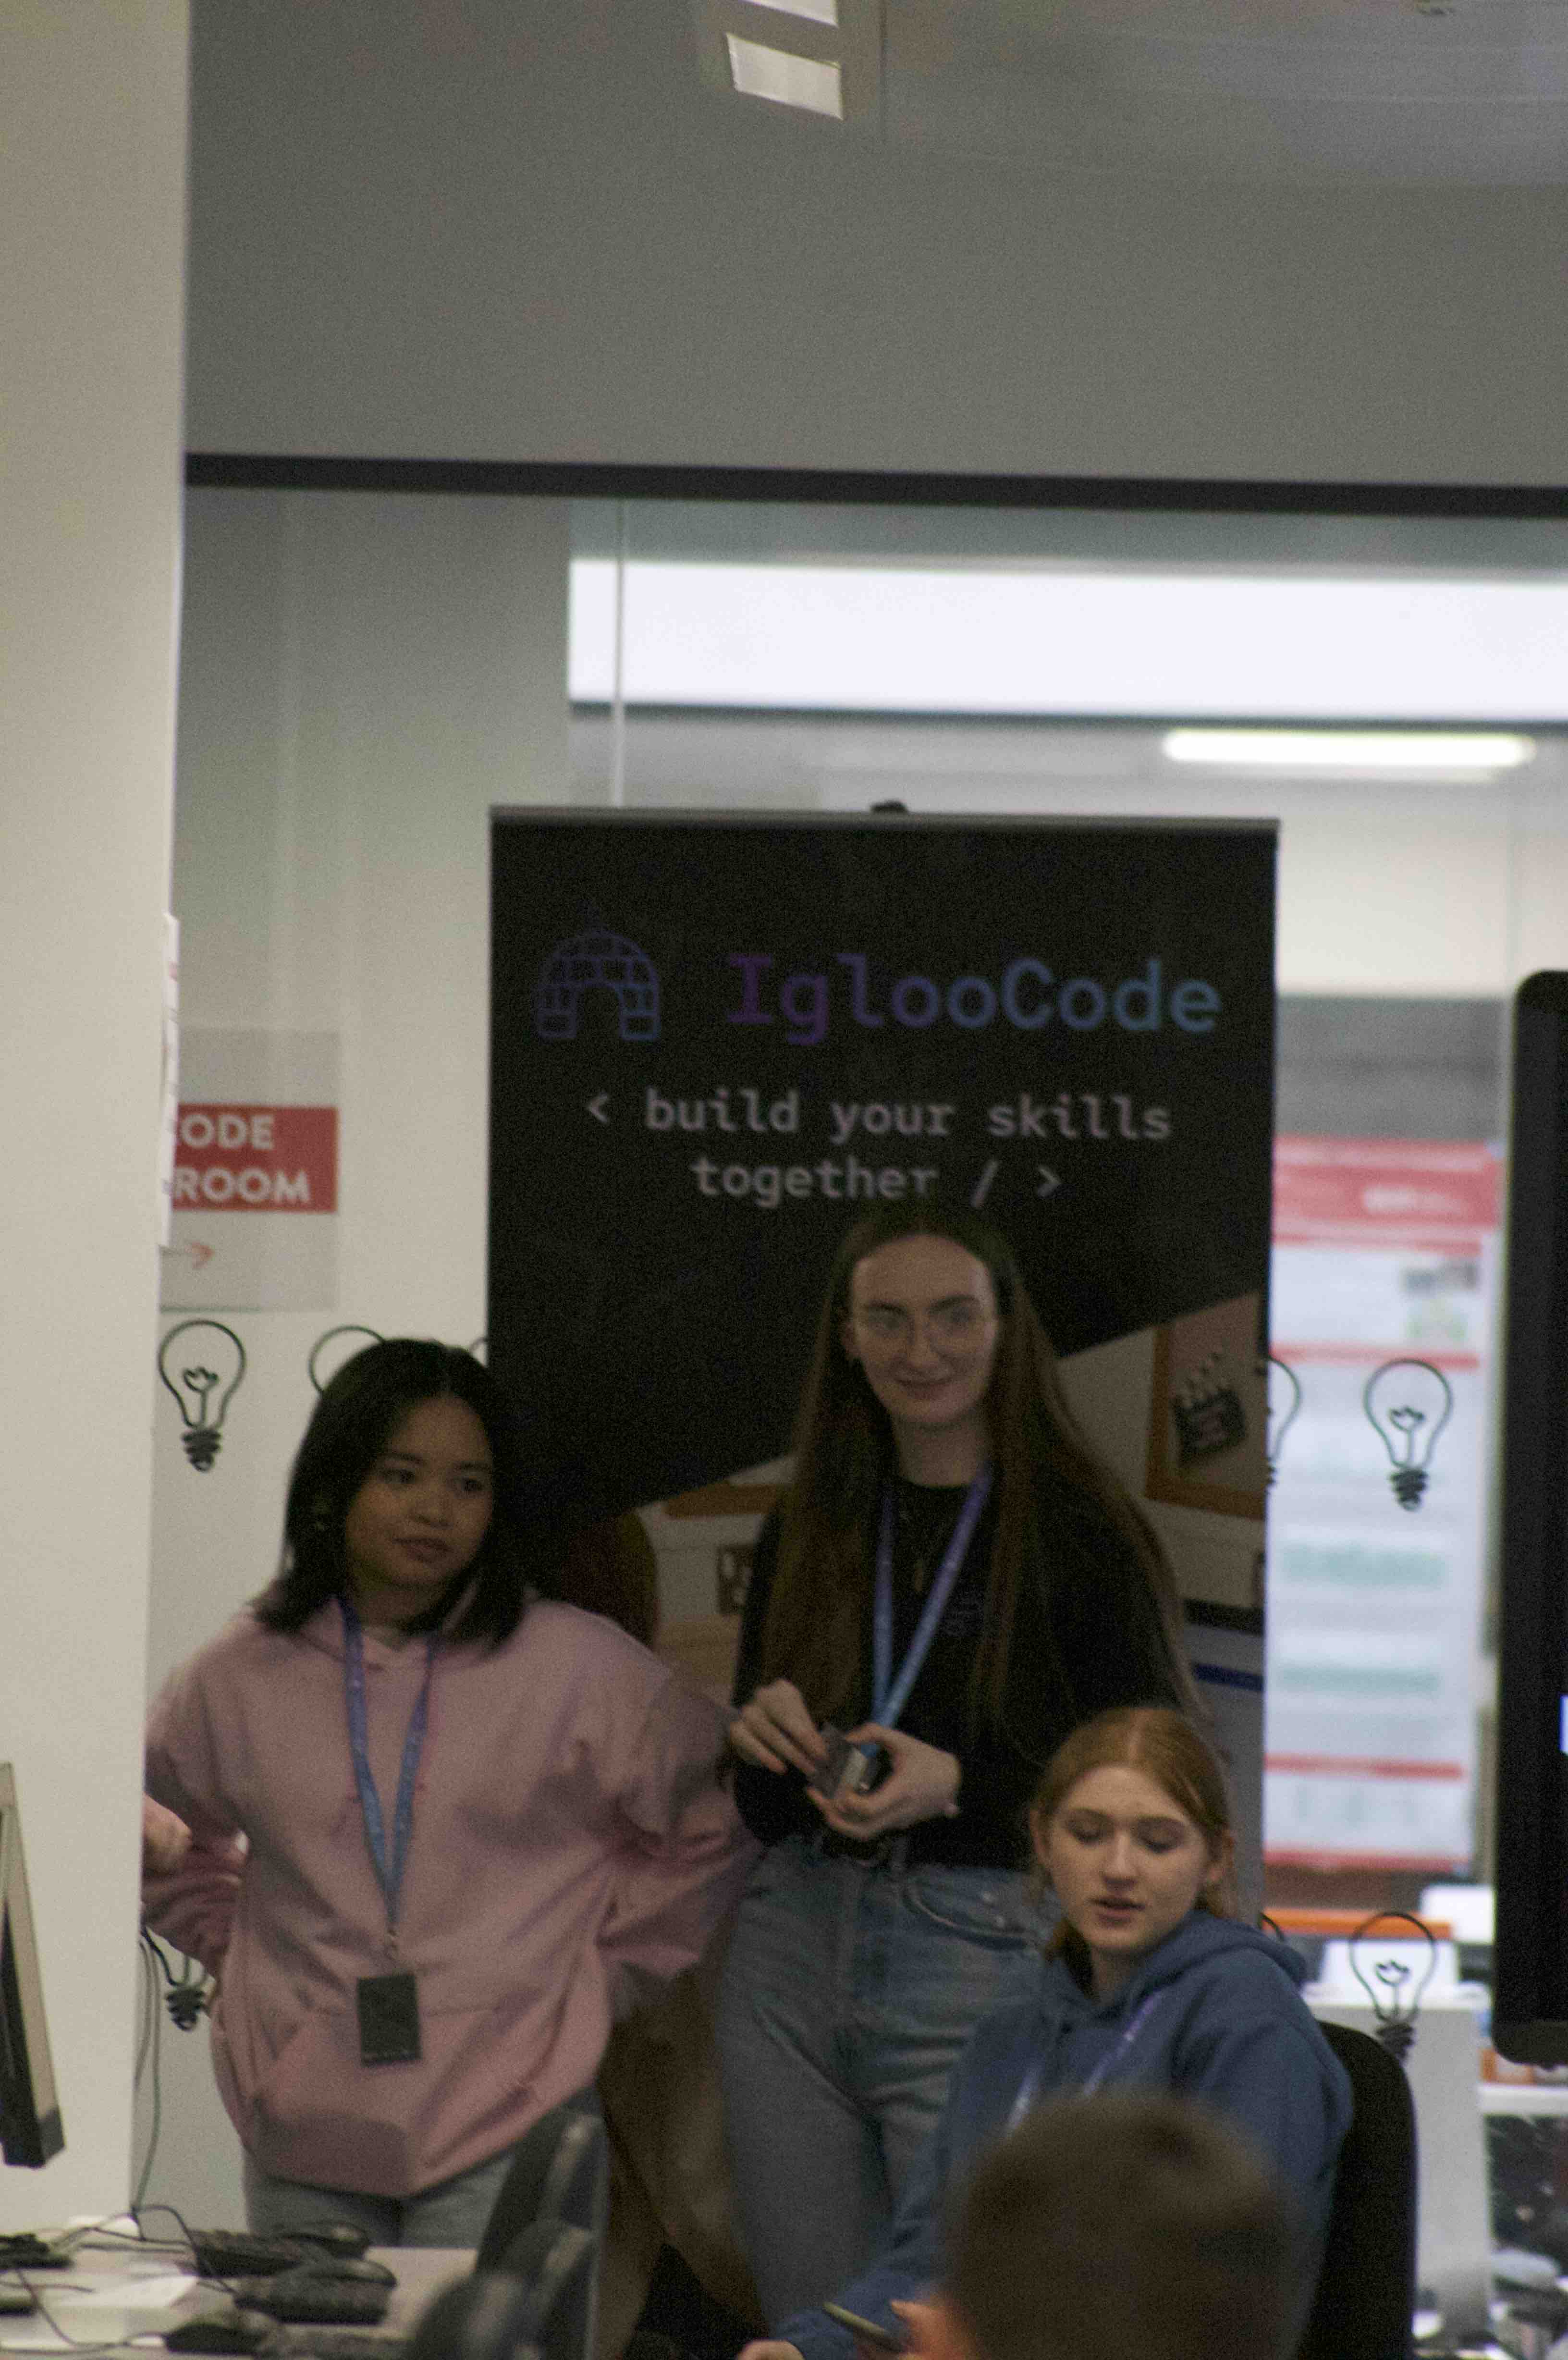 IglooCode
< build your skills
together / >
ODE
ROOM